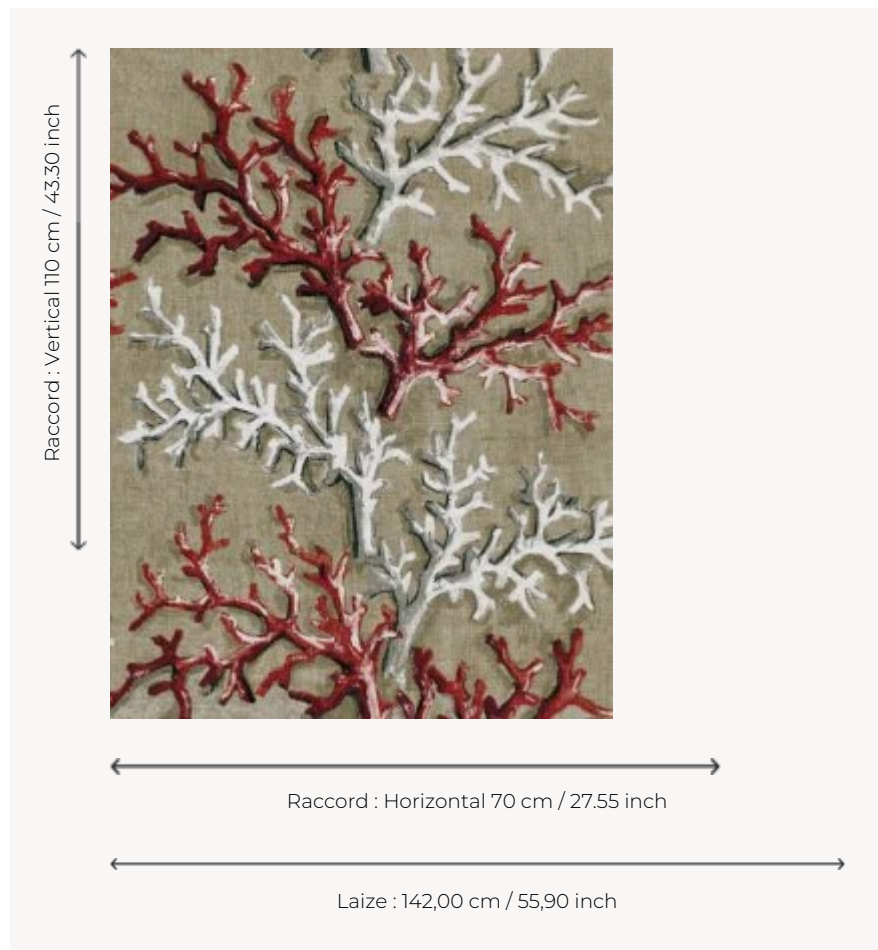 Raccord : Vertical 110 cm / 43.30 inch
Raccord : Horizontal 70 cm / 27.55 inch
Laize : 142,00 cm / 55,90 inch